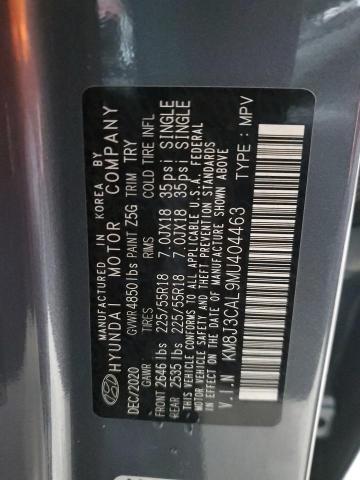 MANUFACTURED IN KOREA BY
HYUNDAI MOTOR COMPANY
DEC/2020 GVWR 4850 lbs PAINT Z5G TRIM TRY
GAWR TIRES RIMS COLD TIRE INFL
FRONT 2646 lbs 225/55R18 7.0JX18 35psi SINGLE
REAR 2535 lbs 225/55R18 7.0JX18 35psi SINGLE
THIS VEHICLE CONFORMS TO ALL APPLICABLE U.S.A. FEDERAL
MOTOR VEHICLE SAFETY, BUMPER AND THEFT PREVENTION STANDARDS
IN EFFECT ON THE DATE OF MANUFACTURE SHOWN ABOVE.
V.I.N KM8J3CAL9MU404463 TYPE : MPV